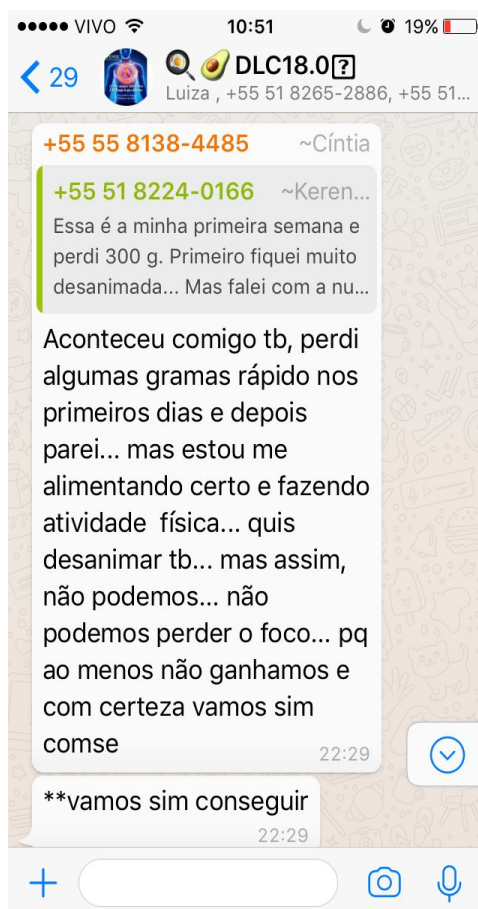 VIVO 10:51 19%
29 DLC18.0?
Luiza , +55 51 8265-2886, +55 51...
+55 55 8138-4485 ~Cíntia
+55 51 8224-0166 ~Keren...
Essa é a minha primeira semana e
perdi 300 g. Primeiro fiquei muito
desanimada... Mas falei com a nu...
Aconteceu comigo tb, perdi
algumas gramas rápido nos
primeiros dias e depois
parei... mas estou me
alimentando certo e fazendo
atividade  física... quis
desanimar tb... mas assim,
não podemos... não
podemos perder o foco... pq
ao menos não ganhamos e
com certeza vamos sim
comse
22:29
**vamos sim conseguir
22:29